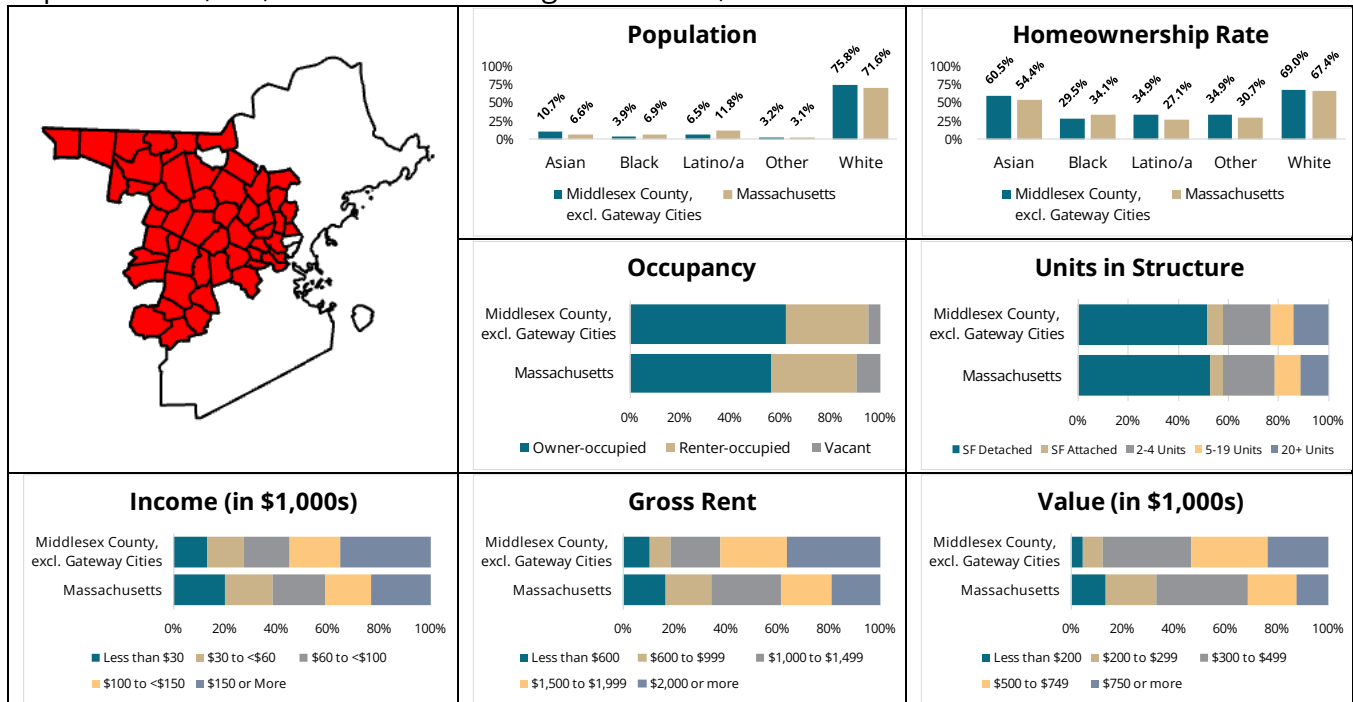 Population
100%
75%
50%
25%
0%
10.7%
6.6%
3.9%
6.9%
6.5%
11.8%
3.2%
3.1%
75.8%
71.6%
Asian Black Latino/a Other White
Middlesex County, Massachusetts
excl. Gateway Cities
Homeownership Rate
100%
75%
50%
25%
0%
60.5%
54.4%
29.5%
34.1%
34.9%
27.1%
34.9%
30.7%
69.0%
67.4%
Asian Black Latino/a Other White
Middlesex County, Massachusetts
excl. Gateway Cities
Occupancy
Middlesex County,
excl. Gateway Cities
Massachusetts
0% 20% 40% 60% 80% 100%
Owner-occupied Renter-occupied Vacant
Units in Structure
Middlesex County,
excl. Gateway Cities
Massachusetts
0% 20% 40% 60% 80% 100%
SF Detached SF Attached 2-4 Units 5-19 Units 20+ Units
Income (in $1,000s)
Middlesex County,
excl. Gateway Cities
Massachusetts
0% 20% 40% 60% 80% 100%
Less than $30 $30 to <$60 $60 to <$100
$100 to <$150 $150 or More
Gross Rent
Middlesex County,
excl. Gateway Cities
Massachusetts
0% 20% 40% 60% 80% 100%
Less than $600 $600 to $999 $1,000 to $1,499
$1,500 to $1,999 $2,000 or more
Value (in $1,000s)
Middlesex County,
excl. Gateway Cities
Massachusetts
0% 20% 40% 60% 80% 100%
Less than $200 $200 to $299 $300 to $499
$500 to $749 $750 or more